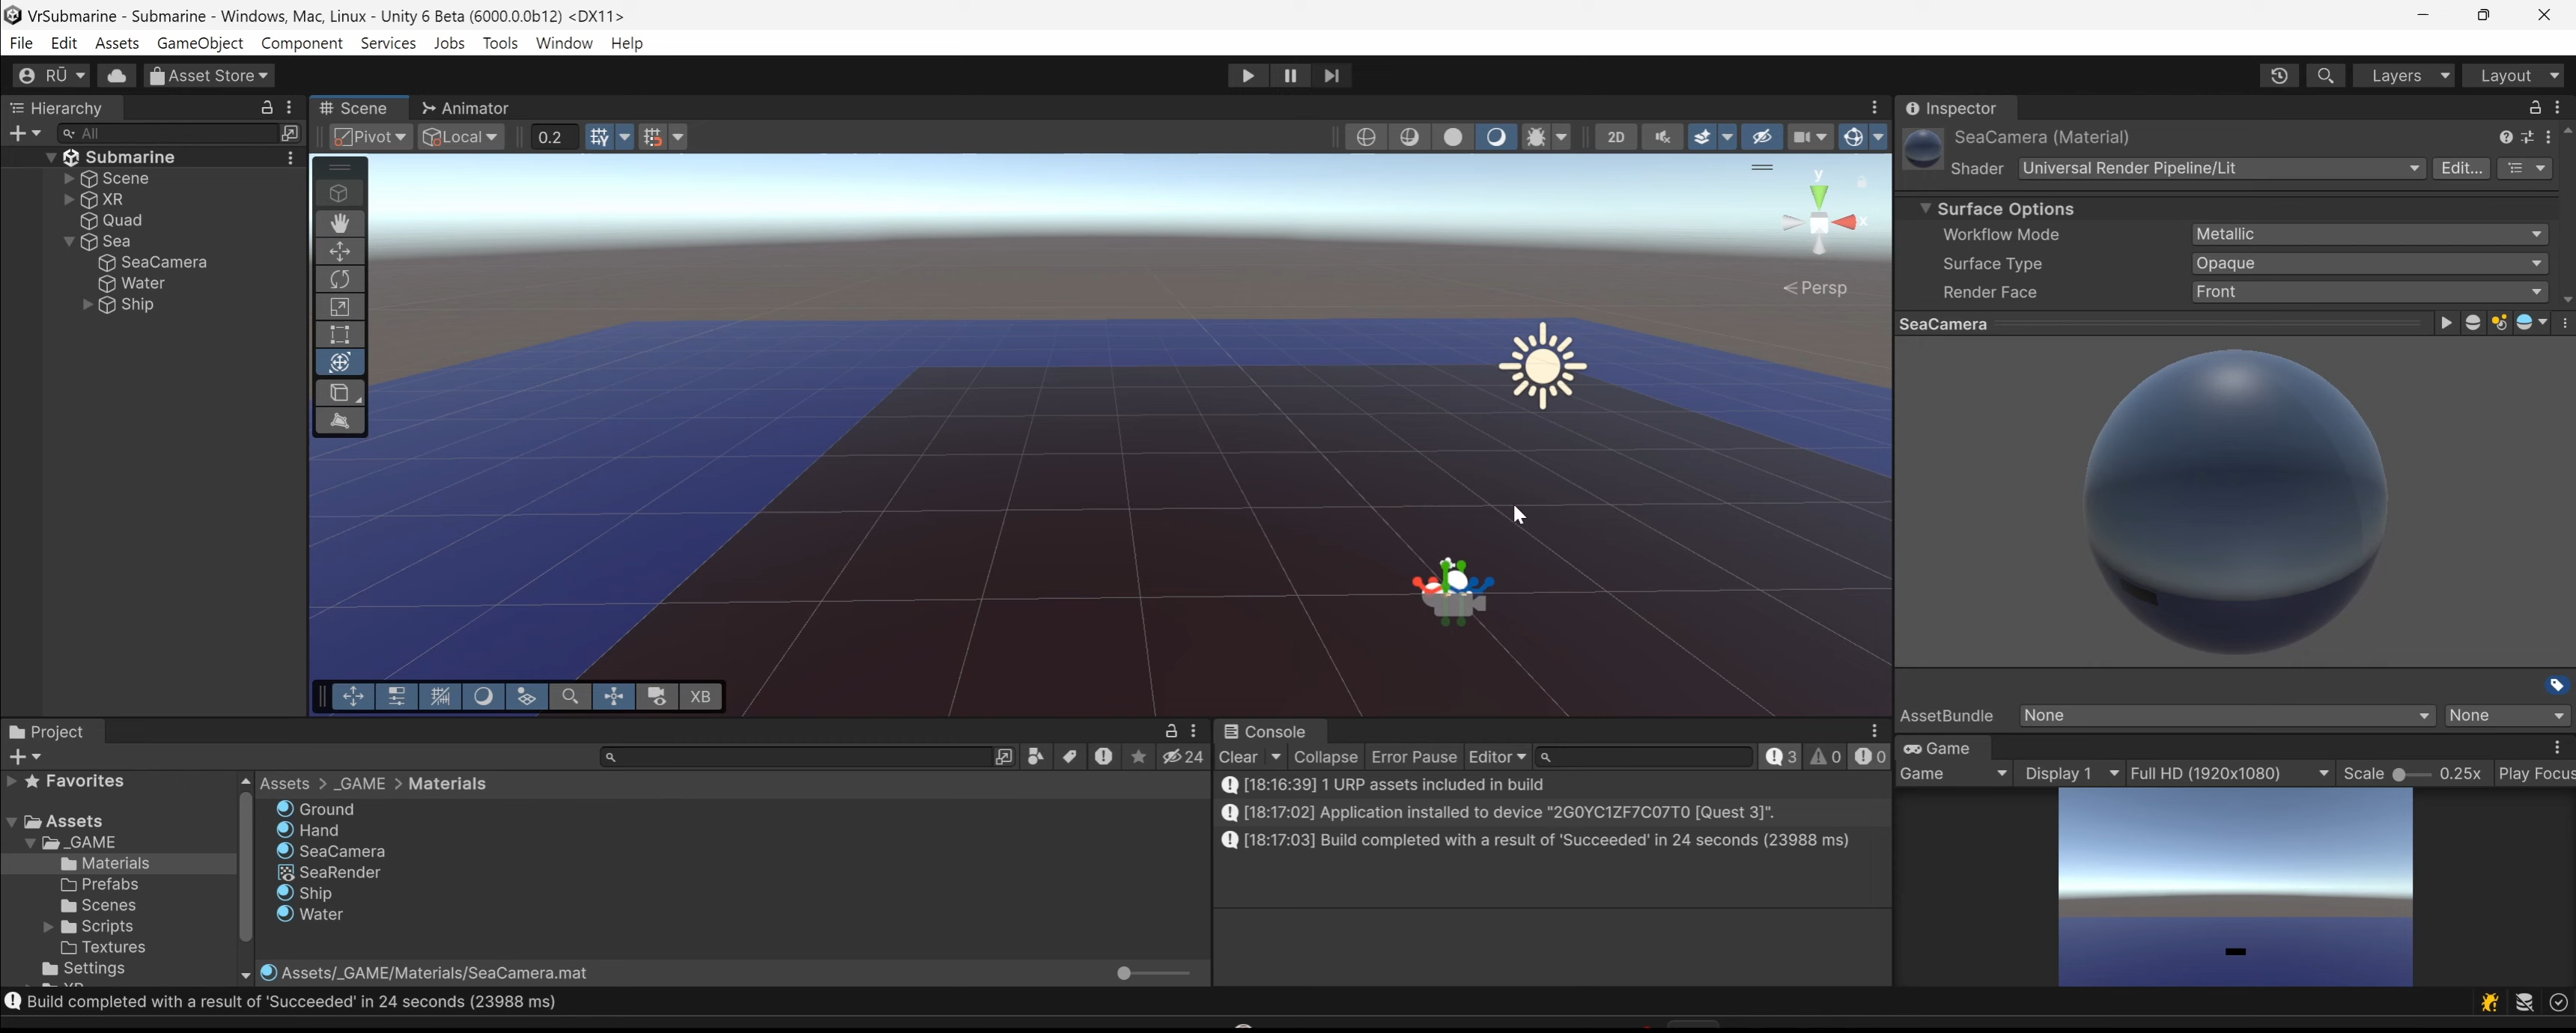 VrSubmarine - Submarine - Windows, Mac, Linux - Unity 6 Beta (6000.0.0b12) <DX11>
File Edit Assets GameObject Component Services Jobs Tools Window Help
RŪ Asset Store Layers Layout
Hierarchy
All
Submarine
Scene
XR
Quad
Sea
SeaCamera
Water
Ship
Scene Animator
Pivot Local 0.2 2D
y
x
Persp
XB
Inspector
SeaCamera (Material)
Shader Universal Render Pipeline/Lit Edit...
Surface Options
Workflow Mode Metallic
Surface Type Opaque
Render Face Front
SeaCamera
AssetBundle None None
Project
24
Favorites
Assets
_GAME
Materials
Prefabs
Scenes
Scripts
Textures
Settings
Assets > _GAME > Materials
Ground
Hand
SeaCamera
SeaRender
Ship
Water
Assets/_GAME/Materials/SeaCamera.mat
Console
Clear Collapse Error Pause Editor 3 0 0
[18:16:39] 1 URP assets included in build
[18:17:02] Application installed to device "2G0YC1ZF7C07T0 [Quest 3]".
[18:17:03] Build completed with a result of 'Succeeded' in 24 seconds (23988 ms)
Game
Game Display 1 Full HD (1920x1080) Scale 0.25x Play Focus
Build completed with a result of 'Succeeded' in 24 seconds (23988 ms)